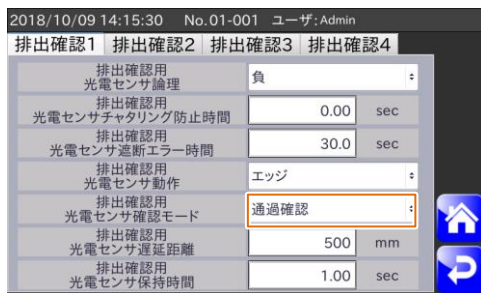 2018/10/09 14:15:30 No.01-001 ユーザ:Admin
排出確認1 排出確認2 排出確認3 排出確認4
排出確認用
光電センサ論理
負
排出確認用
光電センサチャタリング防止時間
0.00 sec
排出確認用
光電センサ遮断エラー時間
30.0 sec
排出確認用
光電センサ動作
エッジ
排出確認用
光電センサ確認モード
通過確認
排出確認用
光電センサ遅延距離
500 mm
排出確認用
光電センサ保持時間
1.00 sec